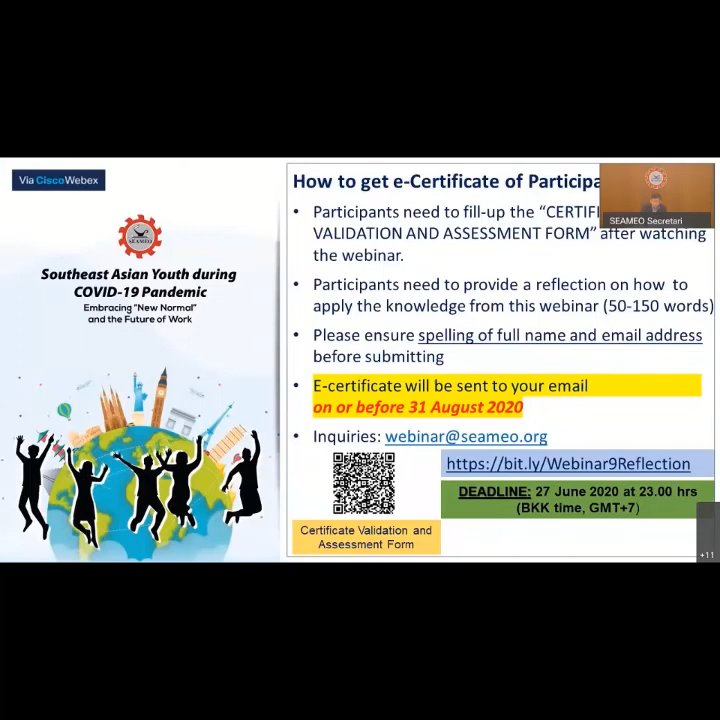 Via CiscoWebex
SEAMEO
Southeast Asian Youth during
COVID-19 Pandemic
Embracing "New Normal"
and the Future of Work
How to get e-Certificate of Participa
• Participants need to fill-up the "CERTIFI
VALIDATION AND ASSESSMENT FORM" after watching
the webinar.
• Participants need to provide a reflection on how to
apply the knowledge from this webinar (50-150 words)
• Please ensure spelling of full name and email address
before submitting
• E-certificate will be sent to your email
on or before 31 August 2020
• Inquiries: webinar@seameo.org
https://bit.ly/Webinar9Reflection
DEADLINE: 27 June 2020 at 23.00 hrs
(BKK time, GMT+7)
Certificate Validation and
Assessment Form
SEAMEO Secretari
+11